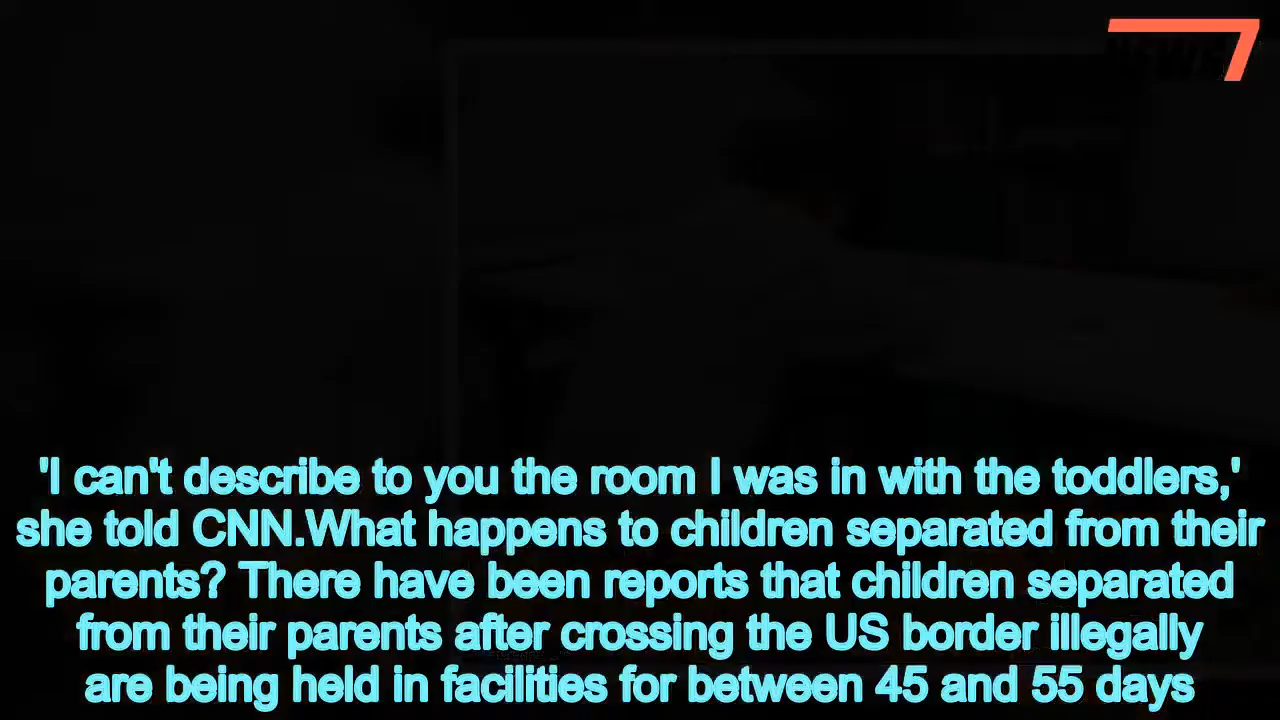 7
'I can't describe to you the room I was in with the toddlers,'
she told CNN.What happens to children separated from their
parents? There have been reports that children separated
from their parents after crossing the US border illegally
are being held in facilities for between 45 and 55 days